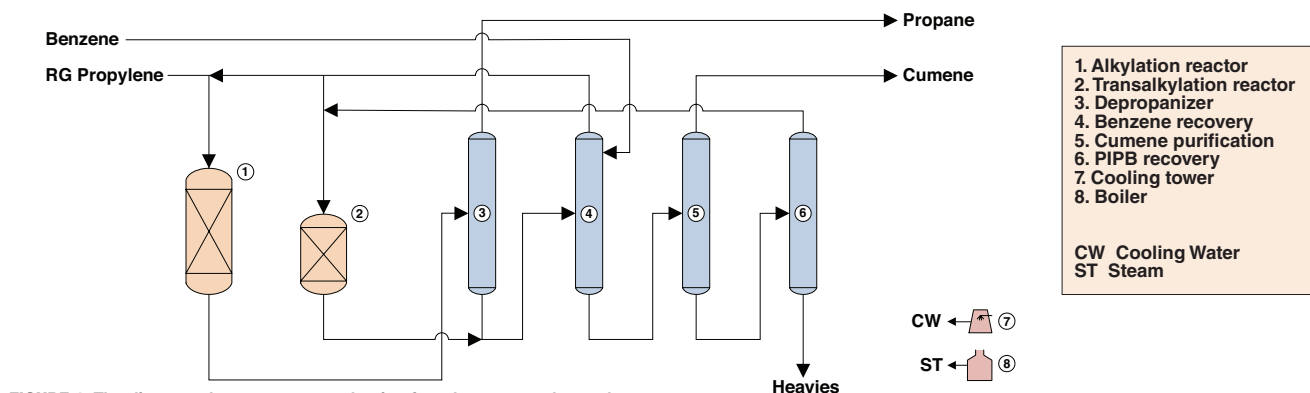 Propane
Benzene
RG Propylene
Cumene
1. Alkylation reactor
2. Transalkylation reactor
3. Depropanizer
4. Benzene recovery
5. Cumene purification
6. PIPB recovery
7. Cooling tower
8. Boiler
CW Cooling Water
ST Steam
1
2
3
4
5
6
CW
7
ST
8
Heavies